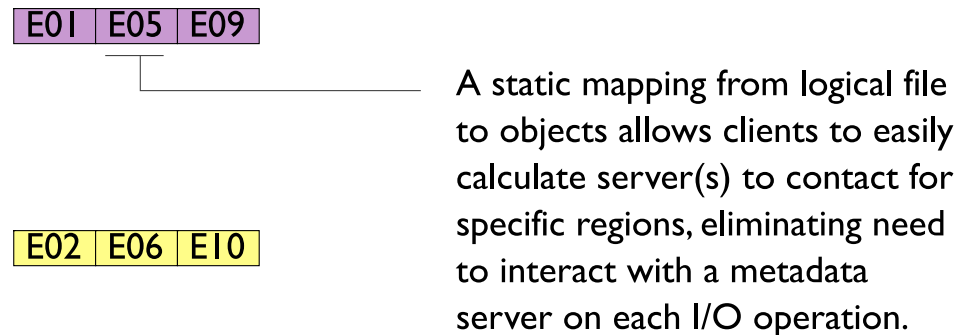 E01 E05 E09
A static mapping from logical file
to objects allows clients to easily
calculate server(s) to contact for
specific regions, eliminating need
to interact with a metadata
server on each I/O operation.
E02 E06 E10